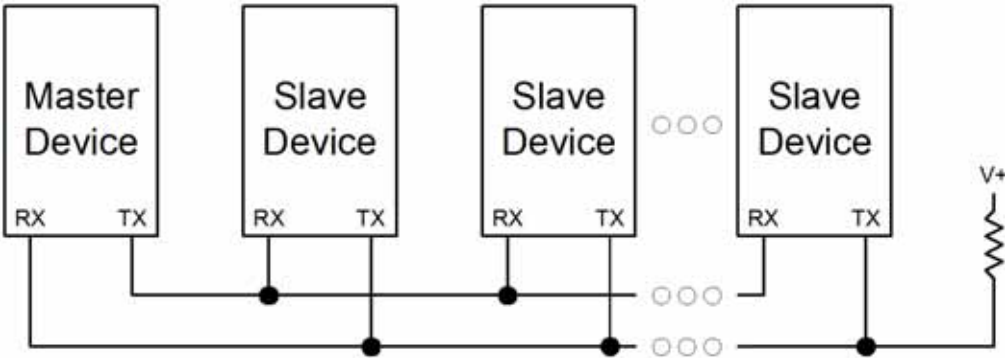 Master
Device
Slave
Device
Slave
Device
Slave
Device
V+
RX TX
RX TX
RX TX
RX TX